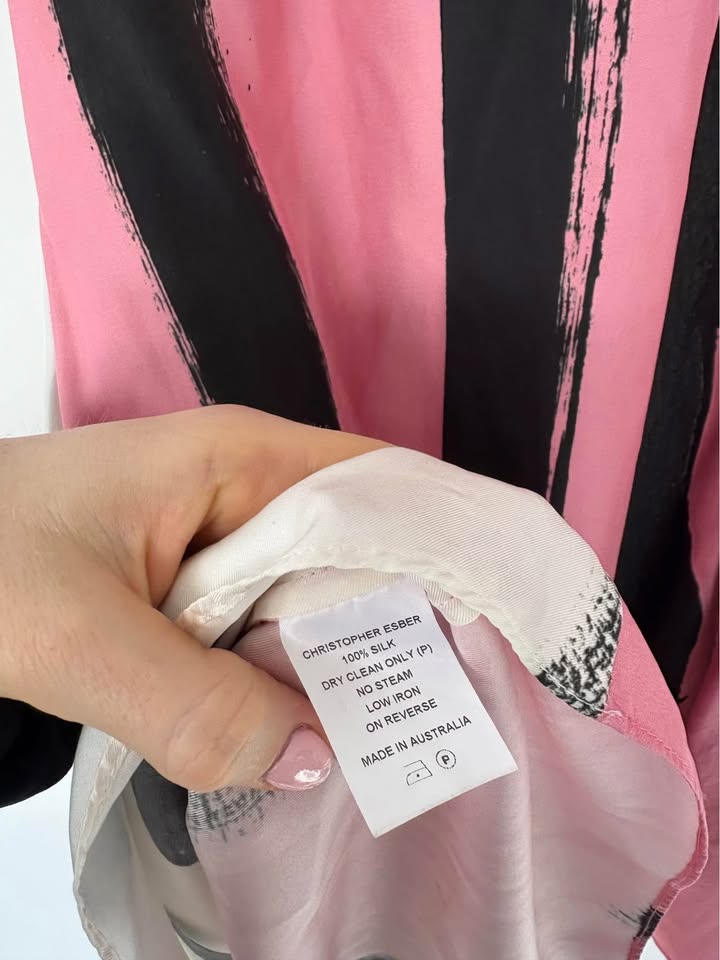 CHRISTOPHER ESBER
100% SILK
DRY CLEAN ONLY (P)
NO STEAM
LOW IRON
ON REVERSE
MADE IN AUSTRALIA
P